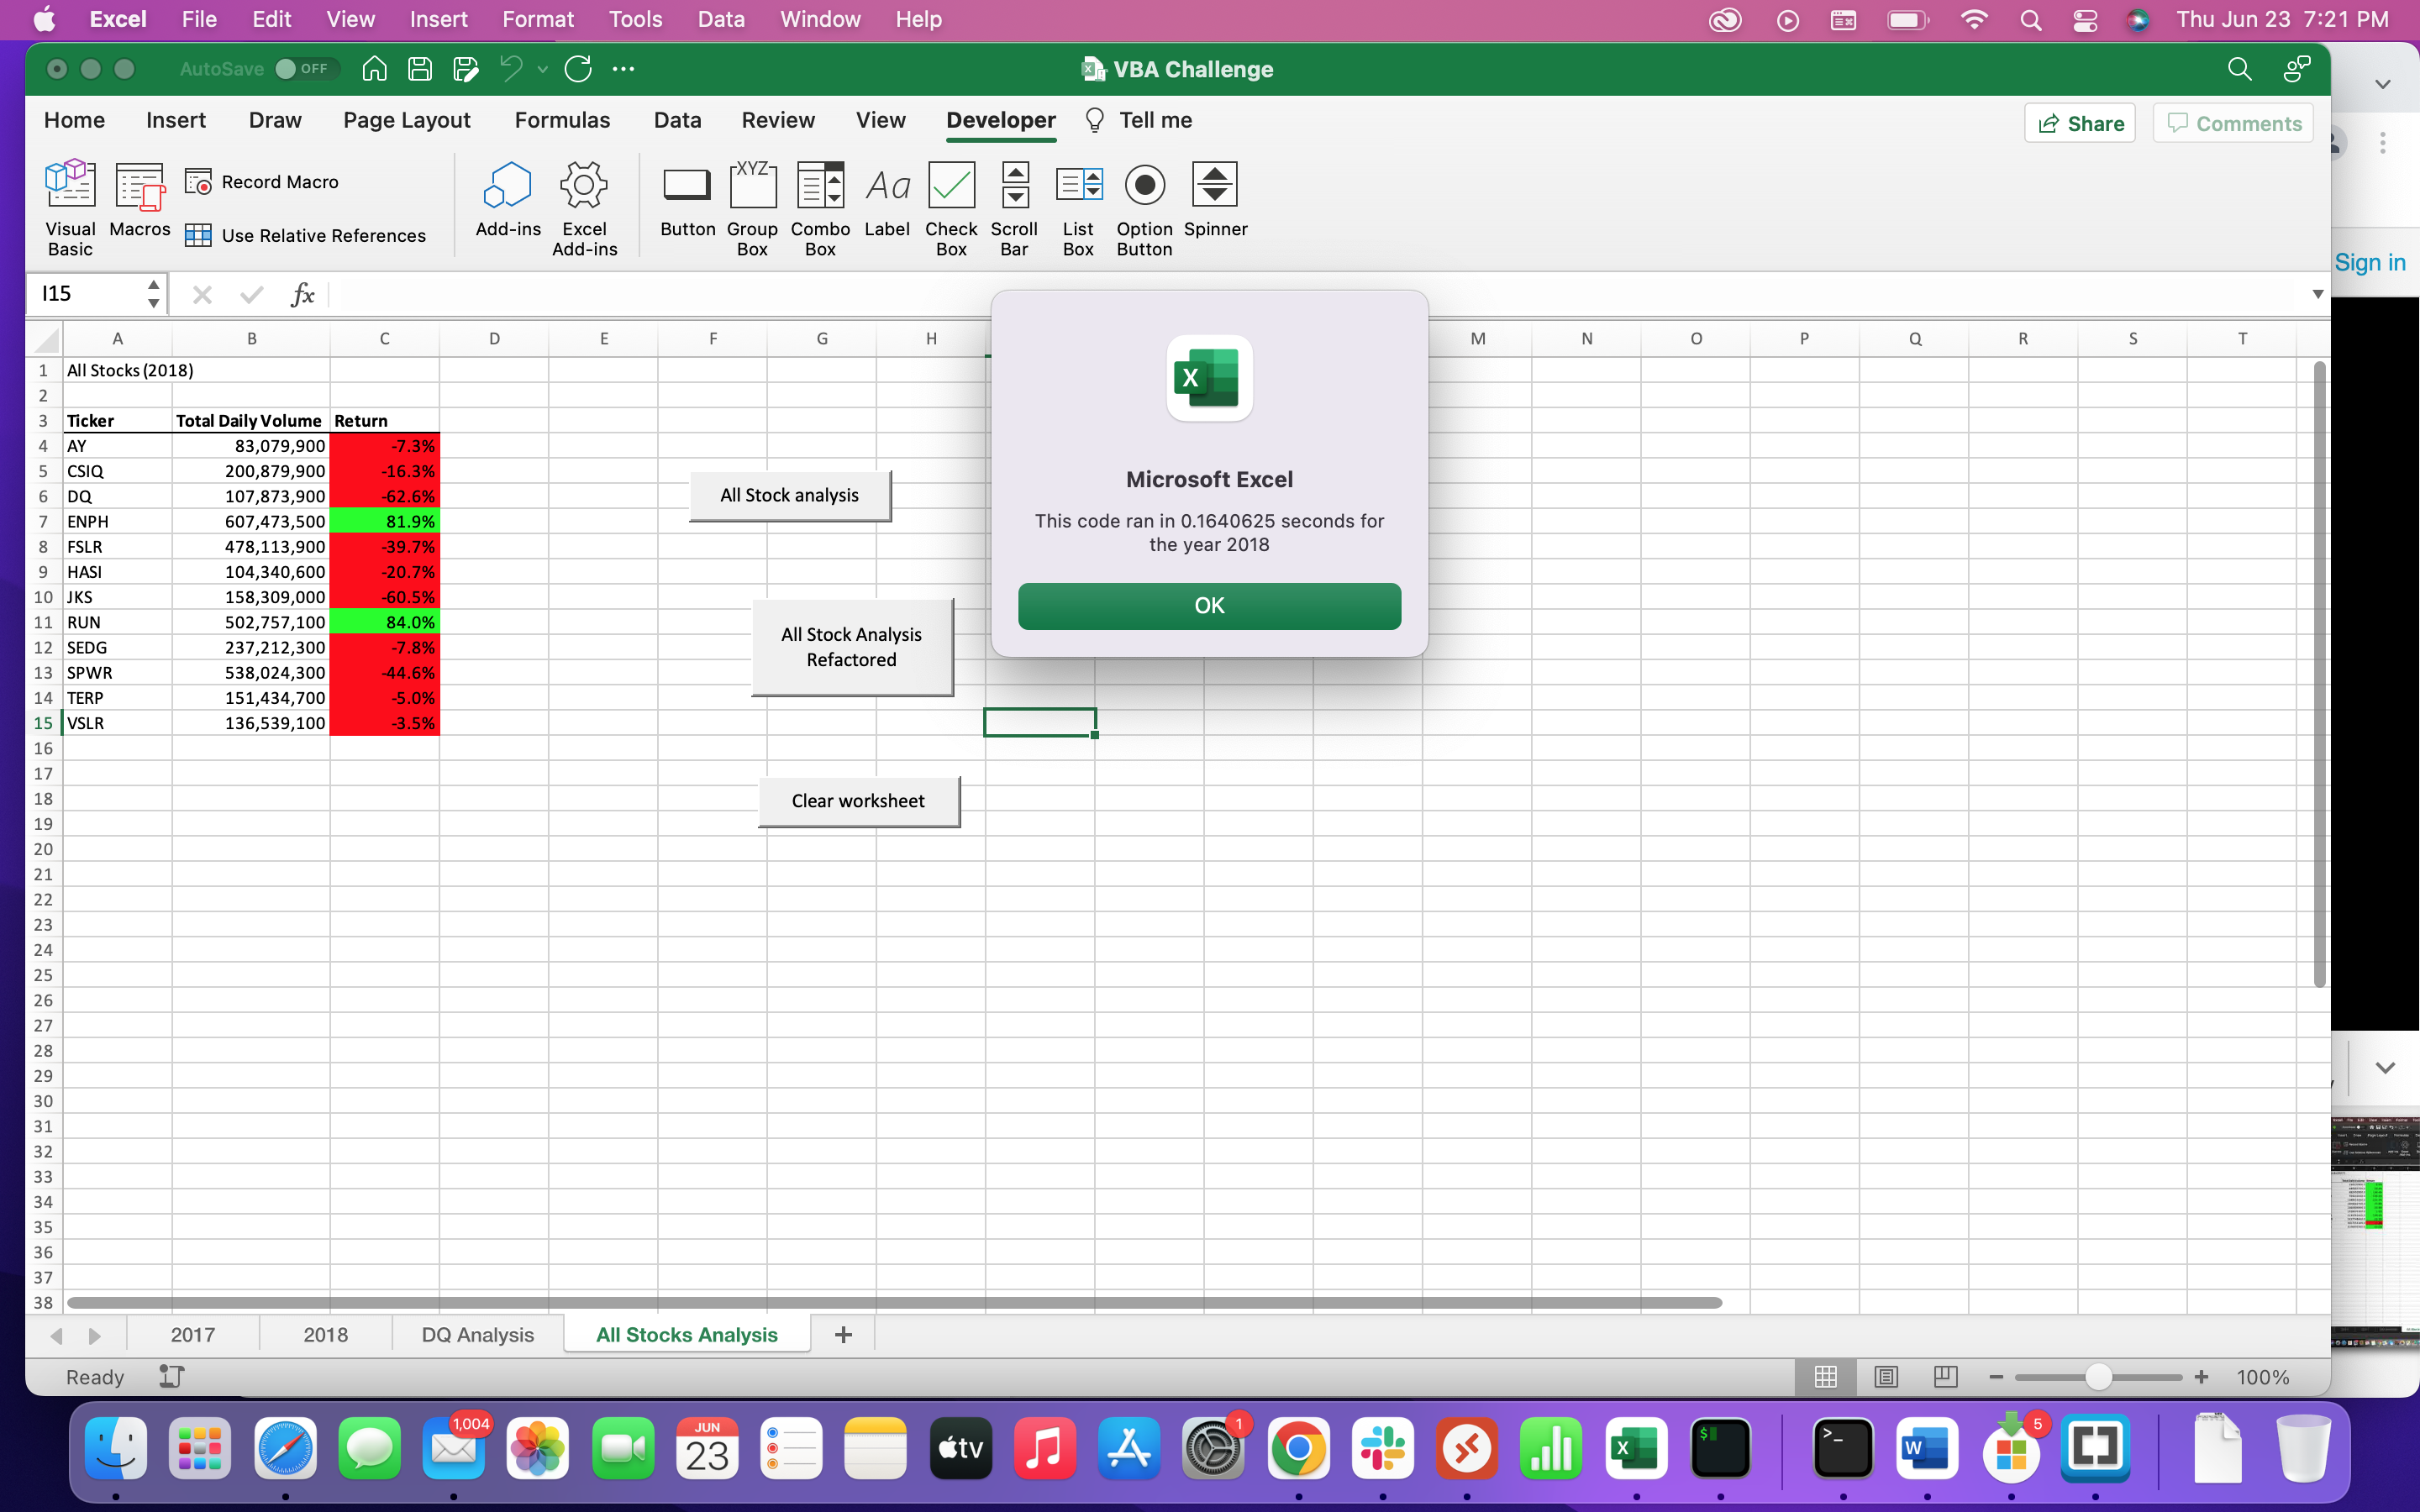 Excel File Edit View Insert Format Tools Data Window Help Thu Jun 23 7:21 PM
AutoSave OFF VBA Challenge
Home Insert Draw Page Layout Formulas Data Review View Developer Tell me Share Comments
Visual Basic
Macros
Record Macro
Use Relative References
Add-ins
Excel Add-ins
Button
XYZ
Group Box
Combo Box
Aa
Label
Check Box
Scroll Bar
List Box
Option Button
Spinner
Sign in
I15 fx
A B C D E F G H M N O P Q R S T
1 All Stocks (2018)
2
3 Ticker Total Daily Volume Return
4 AY 83,079,900 -7.3%
5 CSIQ 200,879,900 -16.3%
6 DQ 107,873,900 -62.6%
7 ENPH 607,473,500 81.9%
8 FSLR 478,113,900 -39.7%
9 HASI 104,340,600 -20.7%
10 JKS 158,309,000 -60.5%
11 RUN 502,757,100 84.0%
12 SEDG 237,212,300 -7.8%
13 SPWR 538,024,300 -44.6%
14 TERP 151,434,700 -5.0%
15 VSLR 136,539,100 -3.5%
16
17
18
19
20
21
22
23
24
25
26
27
28
29
30
31
32
33
34
35
36
37
38
All Stock analysis
All Stock Analysis
Refactored
Clear worksheet
X
Microsoft Excel
This code ran in 0.1640625 seconds for
the year 2018
OK
2017 2018 DQ Analysis All Stocks Analysis +
Ready 100%
1,004
JUN
23
tv
1
X
$
>_
W
5